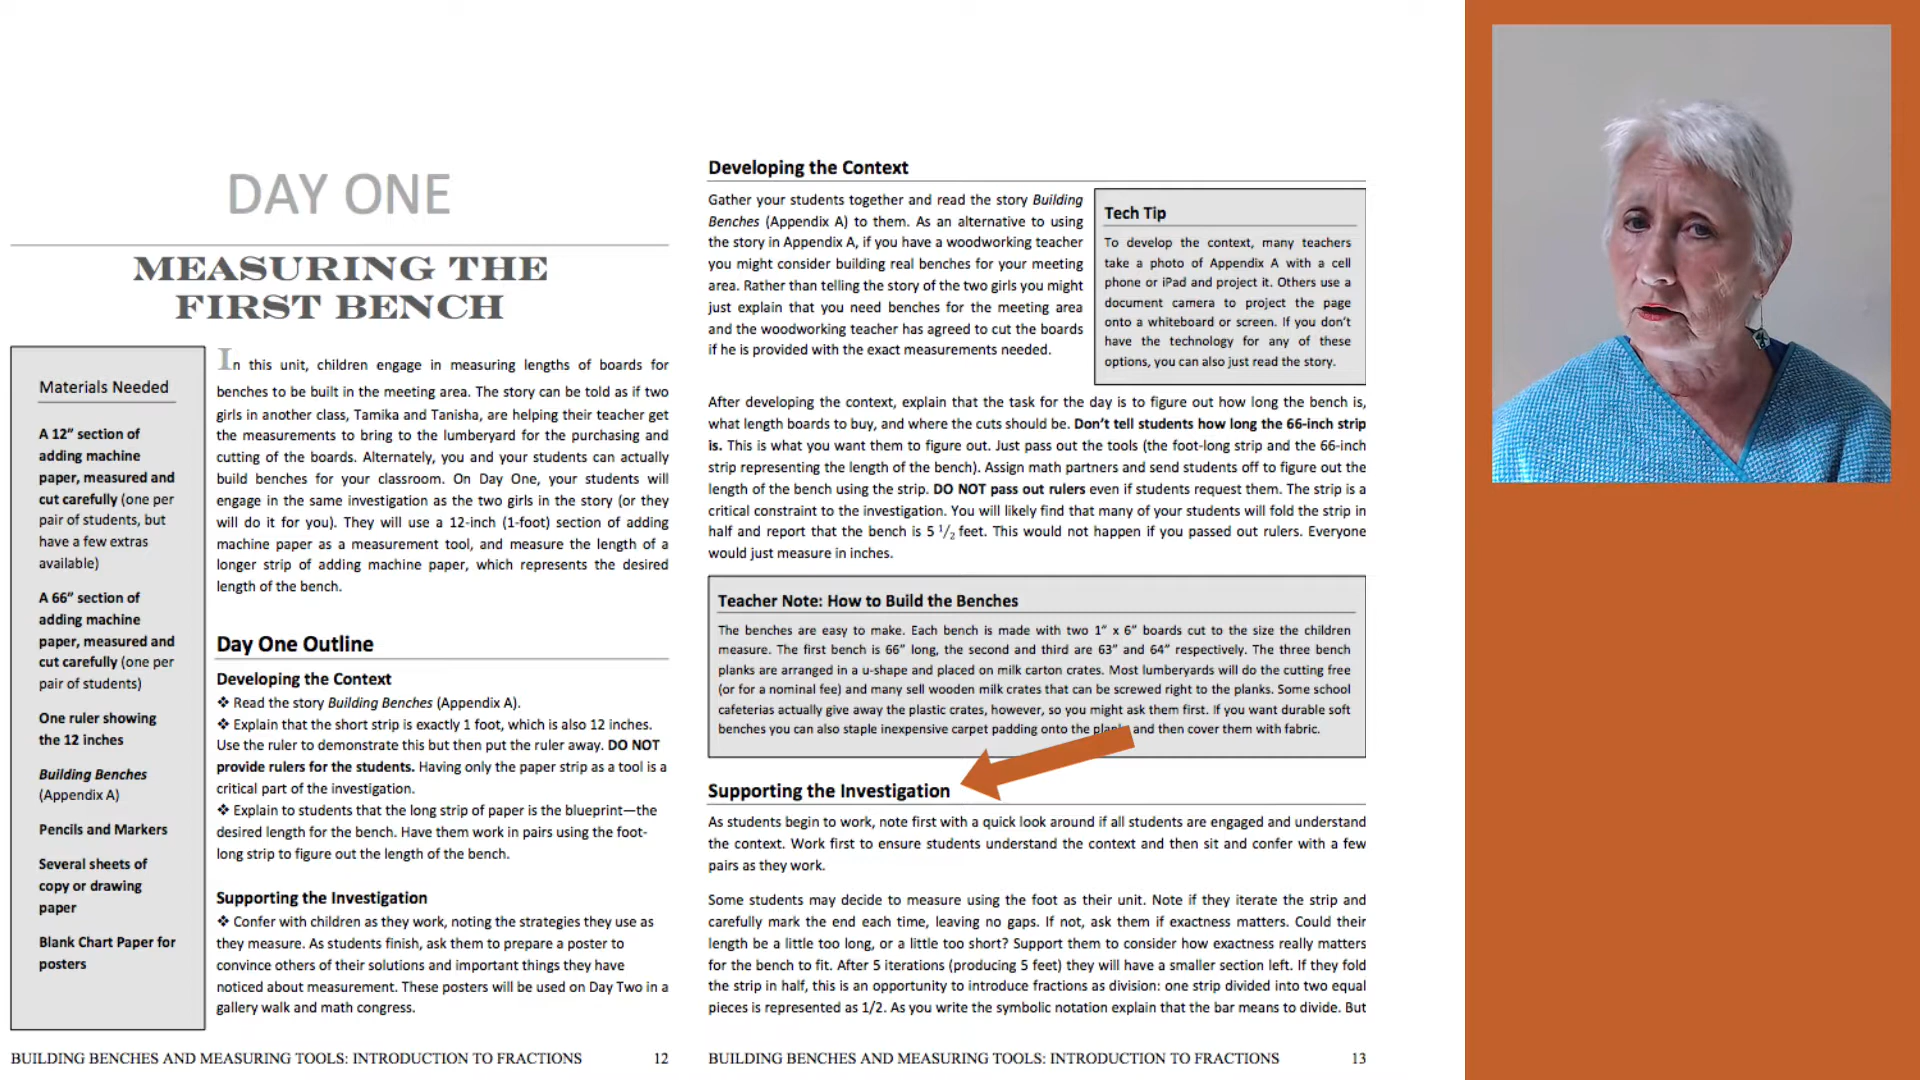 DAY ONE
MEASURING THE
FIRST BENCH
Materials Needed
A 12” section of
adding machine
paper, measured and
cut carefully (one per
pair of students, but
have a few extras
available)
A 66” section of
adding machine
paper, measured and
cut carefully (one per
pair of students)
One ruler showing
the 12 inches
Building Benches
(Appendix A)
Pencils and Markers
Several sheets of
copy or drawing
paper
Blank Chart Paper for
posters
In this unit, children engage in measuring lengths of boards for
benches to be built in the meeting area. The story can be told as if two
girls in another class, Tamika and Tanisha, are helping their teacher get
the measurements to bring to the lumberyard for the purchasing and
cutting of the boards. Alternately, you and your students can actually
build benches for your classroom. On Day One, your students will
engage in the same investigation as the two girls in the story (or they
will do it for you). They will use a 12-inch (1-foot) section of adding
machine paper as a measurement tool, and measure the length of a
longer strip of adding machine paper, which represents the desired
length of the bench.
Day One Outline
Developing the Context
❖ Read the story Building Benches (Appendix A).
❖ Explain that the short strip is exactly 1 foot, which is also 12 inches.
Use the ruler to demonstrate this but then put the ruler away. DO NOT
provide rulers for the students. Having only the paper strip as a tool is a
critical part of the investigation.
❖ Explain to students that the long strip of paper is the blueprint—the
desired length for the bench. Have them work in pairs using the foot-
long strip to figure out the length of the bench.
Supporting the Investigation
❖ Confer with children as they work, noting the strategies they use as
they measure. As students finish, ask them to prepare a poster to
convince others of their solutions and important things they have
noticed about measurement. These posters will be used on Day Two in a
gallery walk and math congress.
BUILDING BENCHES AND MEASURING TOOLS: INTRODUCTION TO FRACTIONS 12
Developing the Context
Gather your students together and read the story Building
Benches (Appendix A) to them. As an alternative to using
the story in Appendix A, if you have a woodworking teacher
you might consider building real benches for your meeting
area. Rather than telling the story of the two girls you might
just explain that you need benches for the meeting area
and the woodworking teacher has agreed to cut the boards
if he is provided with the exact measurements needed.
Tech Tip
To develop the context, many teachers
take a photo of Appendix A with a cell
phone or iPad and project it. Others use a
document camera to project the page
onto a whiteboard or screen. If you don’t
have the technology for any of these
options, you can also just read the story.
After developing the context, explain that the task for the day is to figure out how long the bench is,
what length boards to buy, and where the cuts should be. Don’t tell students how long the 66-inch strip
is. This is what you want them to figure out. Just pass out the tools (the foot-long strip and the 66-inch
strip representing the length of the bench). Assign math partners and send students off to figure out the
length of the bench using the strip. DO NOT pass out rulers even if students request them. The strip is a
critical constraint to the investigation. You will likely find that many of your students will fold the strip in
half and report that the bench is 5 1/2 feet. This would not happen if you passed out rulers. Everyone
would just measure in inches.
Teacher Note: How to Build the Benches
The benches are easy to make. Each bench is made with two 1” x 6” boards cut to the size the children
measure. The first bench is 66” long, the second and third are 63” and 64” respectively. The three bench
planks are arranged in a u-shape and placed on milk carton crates. Most lumberyards will do the cutting free
(or for a nominal fee) and many sell wooden milk crates that can be screwed right to the planks. Some school
cafeterias actually give away the plastic crates, however, so you might ask them first. If you want durable soft
benches you can also staple inexpensive carpet padding onto the planks and then cover them with fabric.
Supporting the Investigation
As students begin to work, note first with a quick look around if all students are engaged and understand
the context. Work first to ensure students understand the context and then sit and confer with a few
pairs as they work.
Some students may decide to measure using the foot as their unit. Note if they iterate the strip and
carefully mark the end each time, leaving no gaps. If not, ask them if exactness matters. Could their
length be a little too long, or a little too short? Support them to consider how exactness really matters
for the bench to fit. After 5 iterations (producing 5 feet) they will have a smaller section left. If they fold
the strip in half, this is an opportunity to introduce fractions as division: one strip divided into two equal
pieces is represented as 1/2. As you write the symbolic notation explain that the bar means to divide. But
BUILDING BENCHES AND MEASURING TOOLS: INTRODUCTION TO FRACTIONS 13